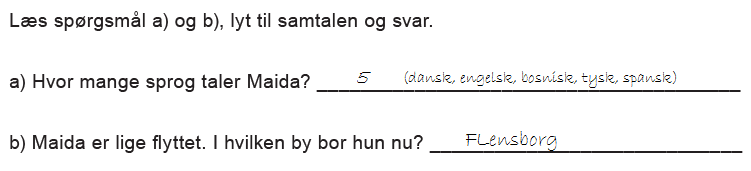 Læs spørgsmål a) og b), lyt til samtalen og svar.
a) Hvor mange sprog taler Maida? 5 (dansk, engelsk, bosnisk, tysk, spansk)
b) Maida er lige flyttet. I hvilken by bor hun nu? FLensborg